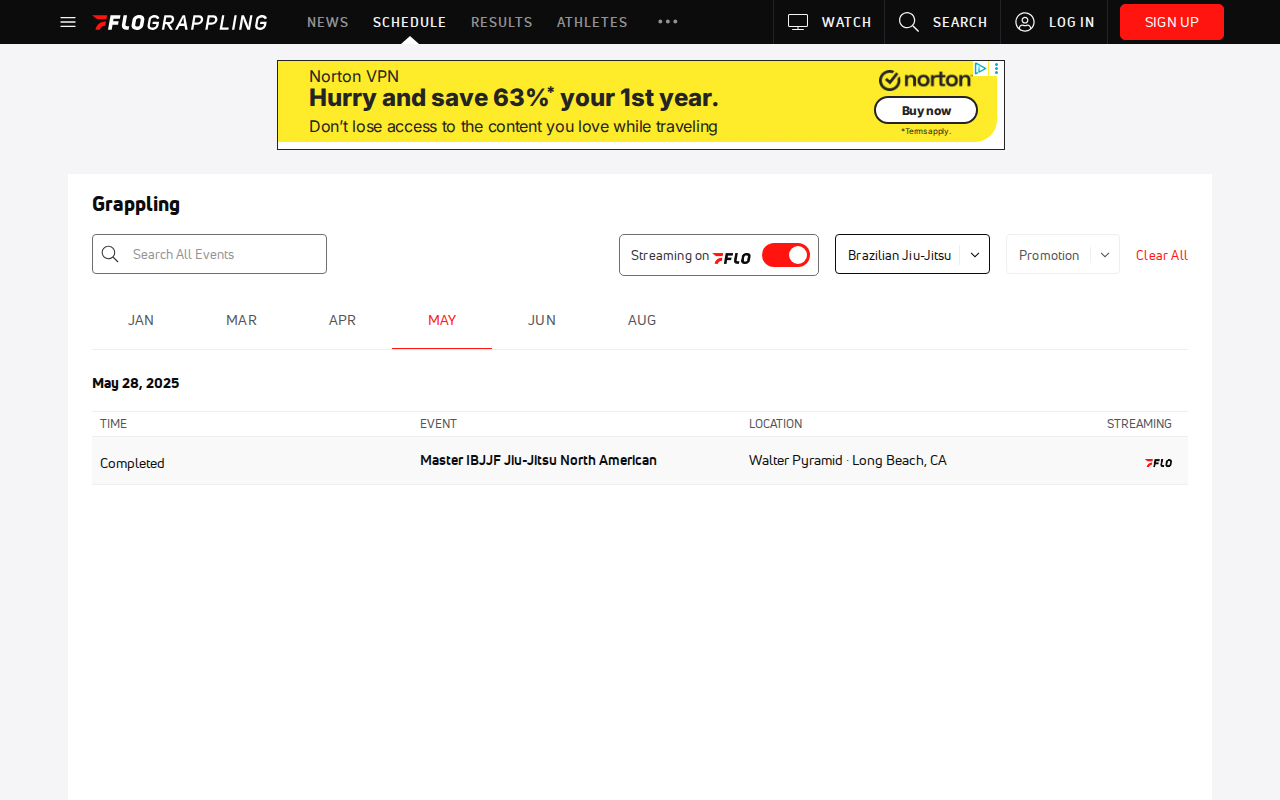 FLOGRAPPLING
NEWS
SCHEDULE
RESULTS
ATHLETES
WATCH
SEARCH
LOG IN
SIGN UP
Norton VPN
Hurry and save 63%* your 1st year.
Don't lose access to the content you love while traveling
norton
Buy now
*Terms apply.
Grappling
Search All Events
Streaming on FLO
Brazilian Jiu-Jitsu
Promotion
Clear All
JAN
MAR
APR
MAY
JUN
AUG
May 28, 2025
TIME
EVENT
LOCATION
STREAMING
Completed
Master IBJJF Jiu-Jitsu North American
Walter Pyramid · Long Beach, CA
FLO